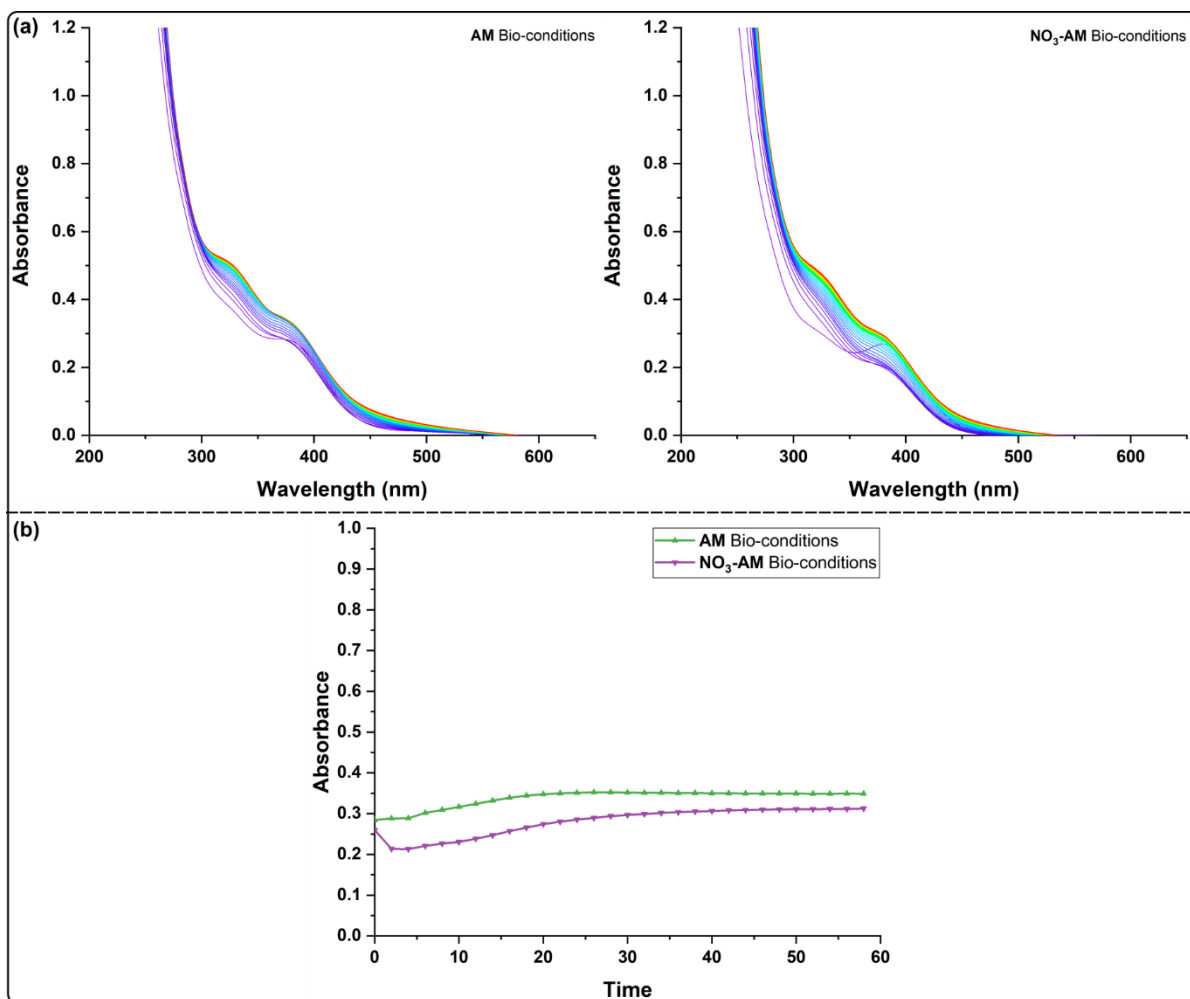 (a)
AM Bio-conditions
1.2
1.0
0.8
0.6
0.4
0.2
0.0
Absorbance
200 300 400 500 600
Wavelength (nm)
NO₃-AM Bio-conditions
1.2
1.0
0.8
0.6
0.4
0.2
0.0
Absorbance
200 300 400 500 600
Wavelength (nm)
(b)
AM Bio-conditions
NO₃-AM Bio-conditions
1.0
0.9
0.8
0.7
0.6
0.5
0.4
0.3
0.2
0.1
0.0
Absorbance
0 10 20 30 40 50 60
Time